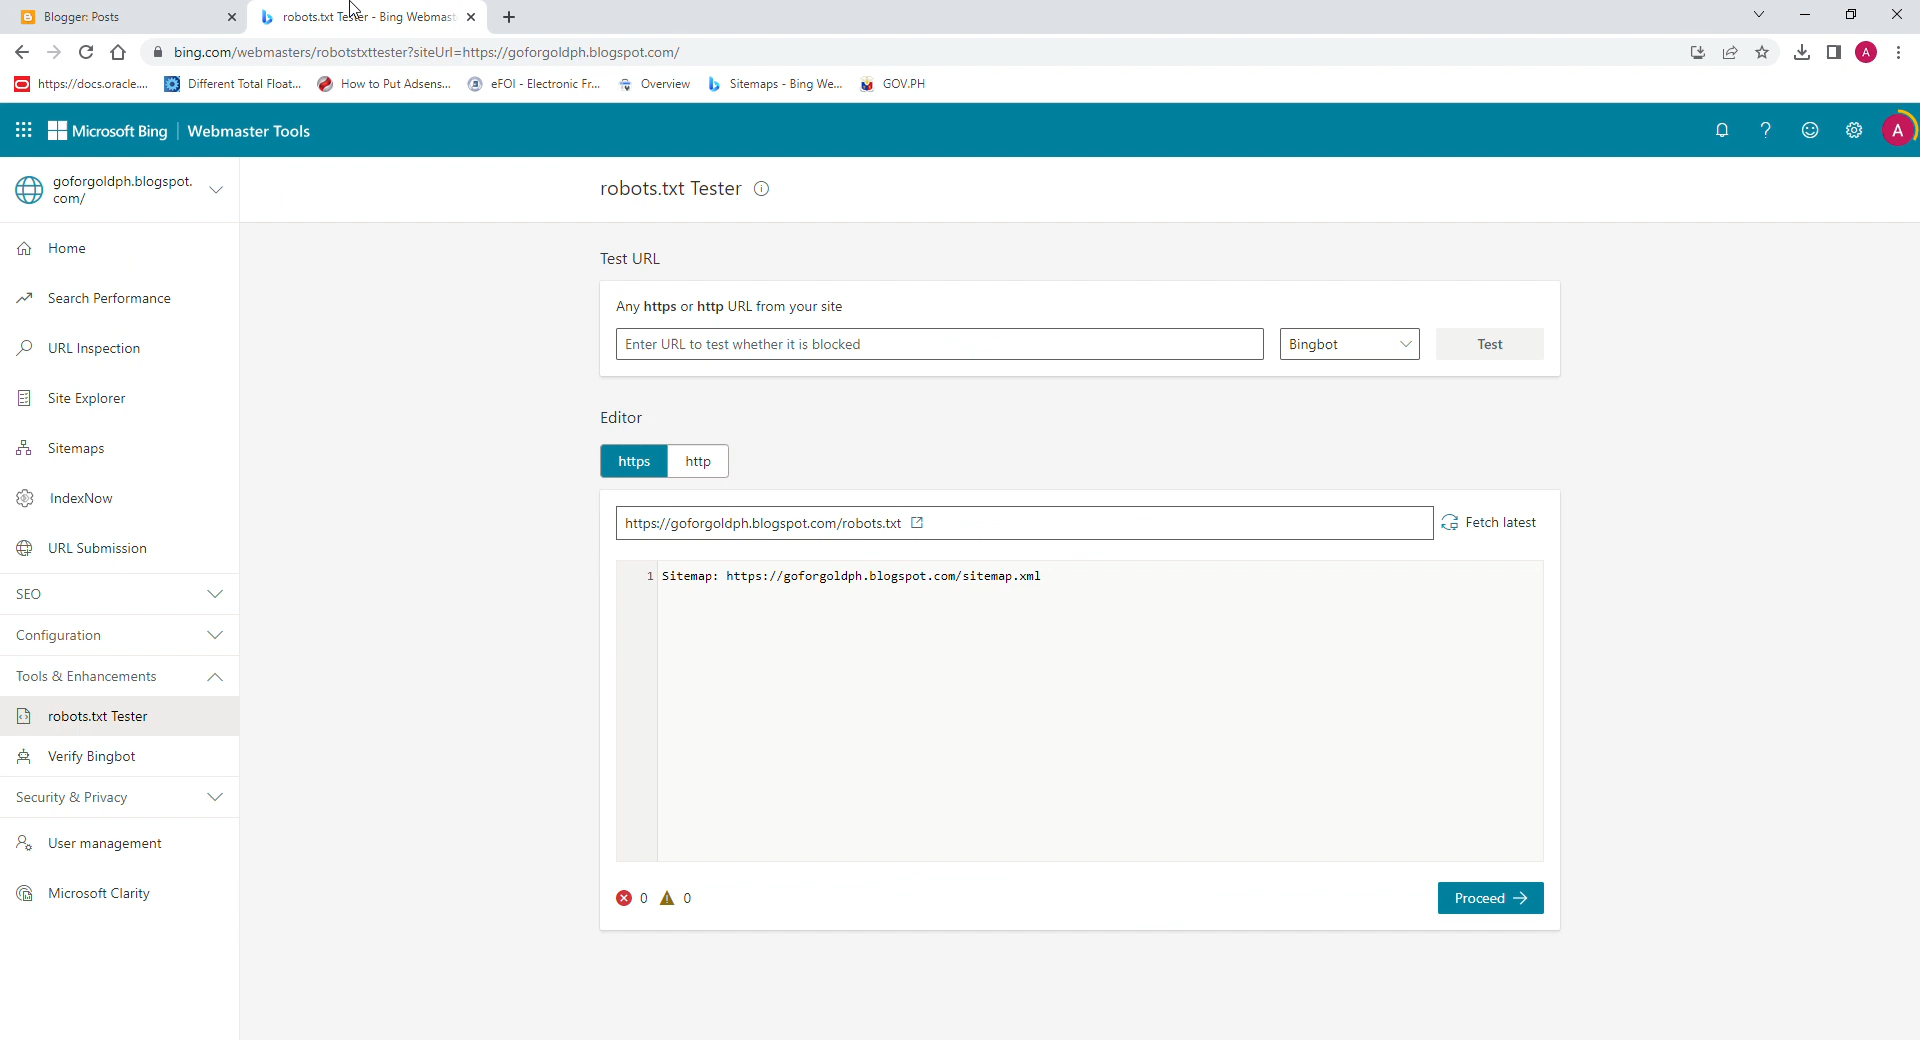 Blogger: Posts
robots.txt Tester - Bing Webmast
bing.com/webmasters/robotstxttester?siteUrl=https://goforgoldph.blogspot.com/
A
https://docs.oracle....
Different Total Float...
How to Put Adsens...
eFOI - Electronic Fr...
Overview
Sitemaps - Bing We...
GOV.PH
Microsoft Bing
Webmaster Tools
A
goforgoldph.blogspot.
com/
robots.txt Tester
Home
Search Performance
URL Inspection
Site Explorer
Sitemaps
IndexNow
URL Submission
SEO
Configuration
Tools & Enhancements
robots.txt Tester
Verify Bingbot
Security & Privacy
User management
Microsoft Clarity
Test URL
Any https or http URL from your site
Enter URL to test whether it is blocked
Bingbot
Test
Editor
https
http
https://goforgoldph.blogspot.com/robots.txt
Fetch latest
1 Sitemap: https://goforgoldph.blogspot.com/sitemap.xml
0
0
Proceed